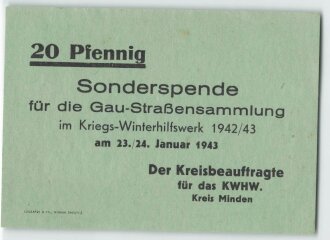 20 Pfennig
Sonderspende
für die Gau-Straßensammlung
im Kriegs-Winterhilfswerk 1942/43
am 23./24. Januar 1943
Der Kreisbeauftragte
für das KWHW.
Kreis Minden